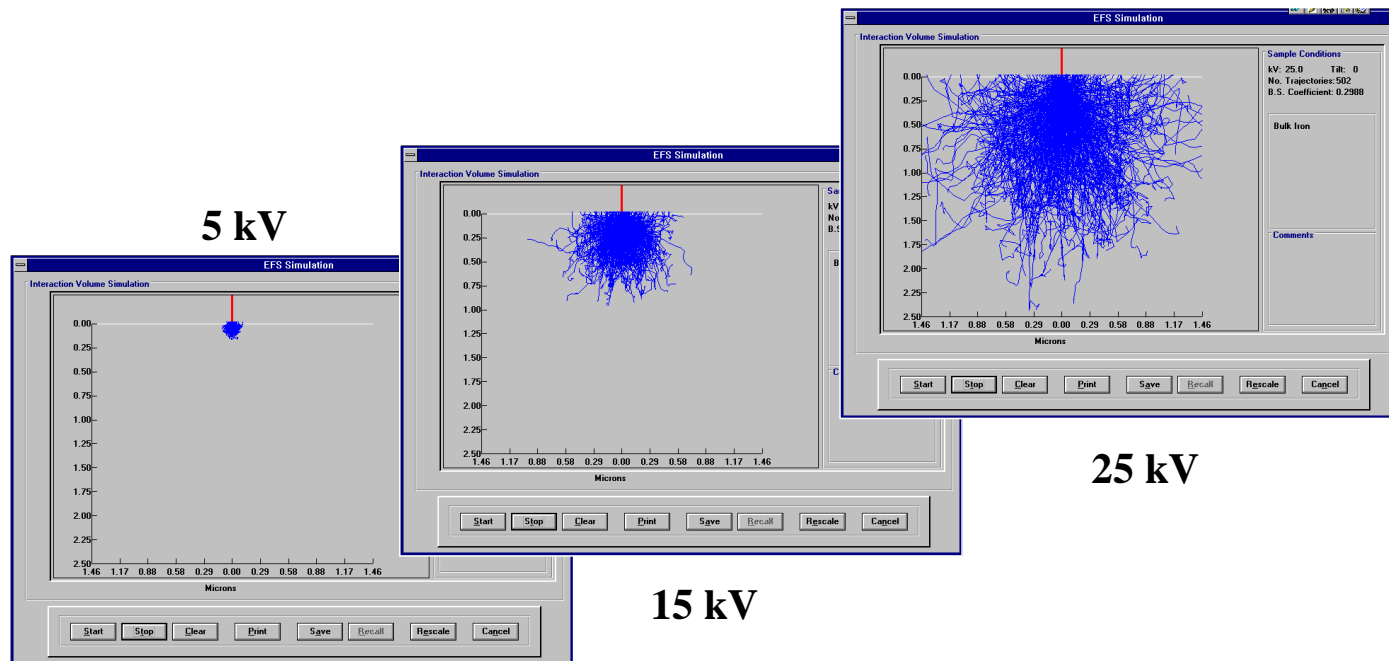 5 kV
EFS Simulation
Interaction Volume Simulation
0.00
0.25
0.50
0.75
1.00
1.25
1.50
1.75
2.00
2.25
2.50
1.46 1.17 0.88 0.58 0.29 0.00 0.29 0.58 0.88 1.17 1.46
Microns
Start Stop Clear Print Save Recall Rescale Cancel
15 kV
EFS Simulation
Interaction Volume Simulation
0.00
0.25
0.50
0.75
1.00
1.25
1.50
1.75
2.00
2.25
2.50
1.46 1.17 0.88 0.58 0.29 0.00 0.29 0.58 0.88 1.17 1.46
Microns
Sa
kV
No
B.S
B
C
Start Stop Clear Print Save Recall Rescale Cancel
25 kV
EFS Simulation
Interaction Volume Simulation
0.00
0.25
0.50
0.75
1.00
1.25
1.50
1.75
2.00
2.25
2.50
1.46 1.17 0.88 0.58 0.29 0.00 0.29 0.58 0.88 1.17 1.46
Microns
Sample Conditions
kV: 25.0 Tilt: 0
No. Trajectories: 502
B.S. Coefficient: 0.2988
Bulk Iron
Comments
Start Stop Clear Print Save Recall Rescale Cancel